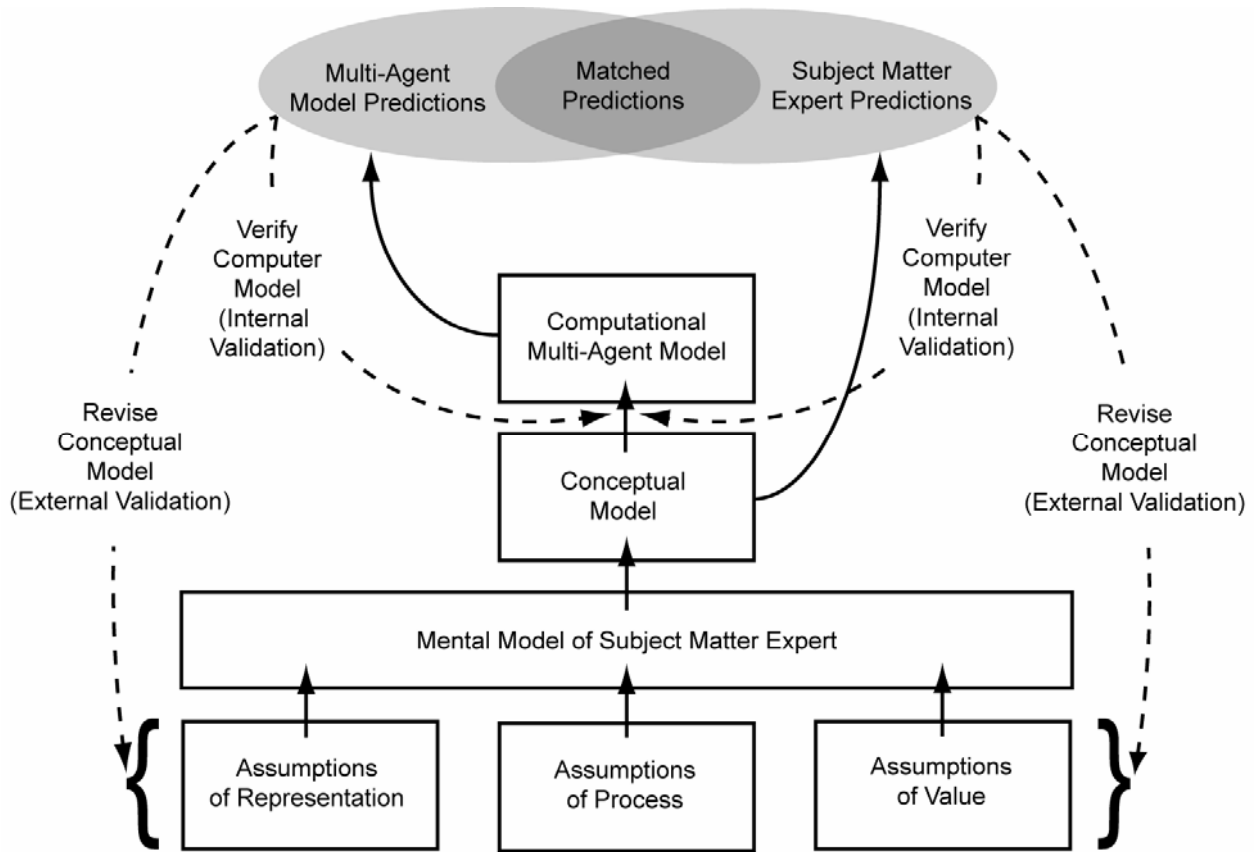 Multi-Agent
Model Predictions
Matched
Predictions
Subject Matter
Expert Predictions
Verify
Computer
Model
(Internal
Validation)
Verify
Computer
Model
(Internal
Validation)
Computational
Multi-Agent Model
Revise
Conceptual
Model
(External Validation)
Revise
Conceptual
Model
(External Validation)
Conceptual
Model
Mental Model of Subject Matter Expert
Assumptions
of Representation
Assumptions
of Process
Assumptions
of Value